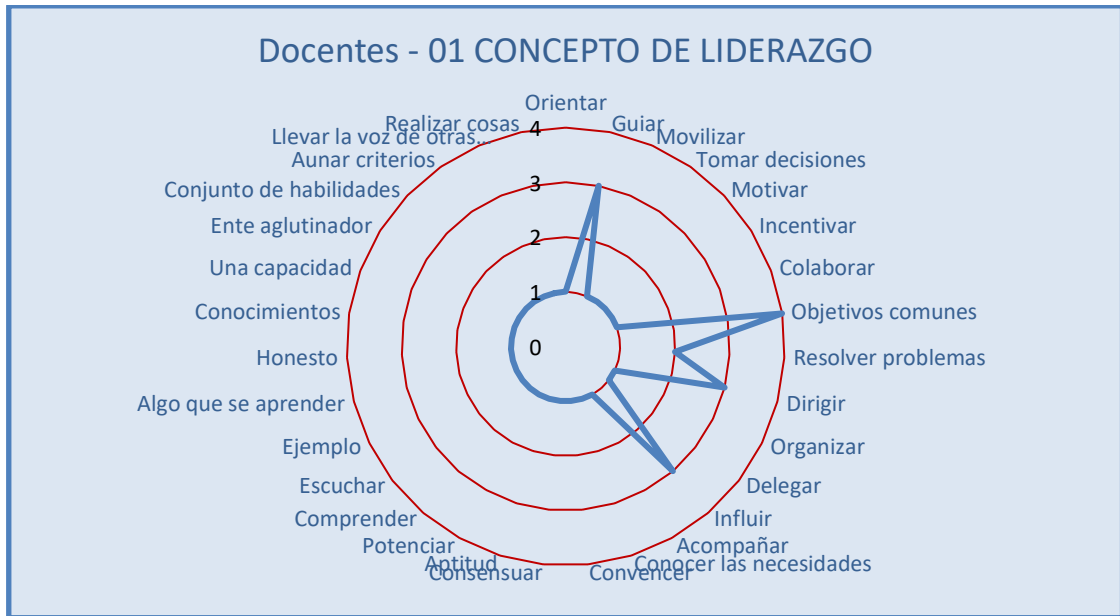 Docentes - 01 CONCEPTO DE LIDERAZGO
Orientar
Guiar
Movilizar
Tomar decisiones
Motivar
Incentivar
Colaborar
Objetivos comunes
Resolver problemas
Dirigir
Organizar
Delegar
Influir
Acompañar
Conocer las necesidades
Convencer
Consensuar
Aptitud
Potenciar
Comprender
Escuchar
Ejemplo
Algo que se aprender
Honesto
Conocimientos
Una capacidad
Ente aglutinador
Conjunto de habilidades
Aunar criterios
Llevar la voz de otras…
Realizar cosas
4
3
2
1
0